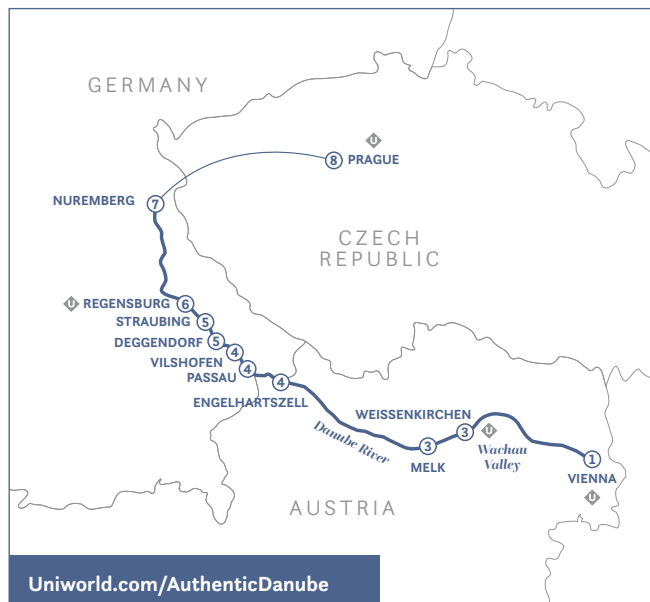 GERMANY
U
8 PRAGUE
NUREMBERG 7
CZECH
REPUBLIC
U REGENSBURG 6
STRAUBING 5
DEGGENDORF 5
VILSHOFEN 4
PASSAU 4
4
ENGELHARTSZELL
WEISSENKIRCHEN
3
U
Danube River
3
MELK
Wachau
Valley
1
VIENNA
U
AUSTRIA
Uniworld.com/AuthenticDanube